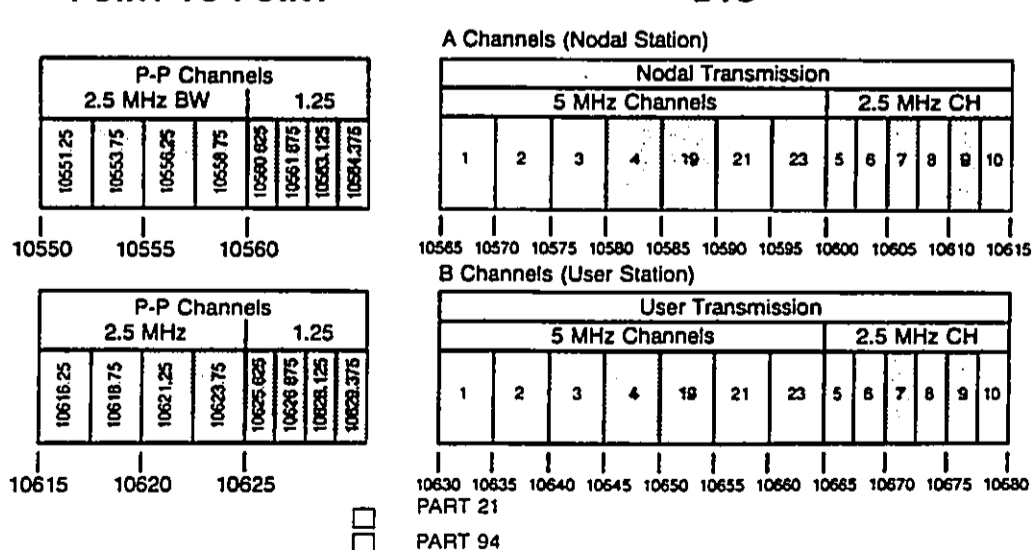 A Channels (Nodal Station)
P-P Channels
2.5 MHz BW 1.25
10551.25 10553.75 10556.25 10558.75 10560.625 10561.875 10563.125 10564.375
10550 10555 10560
Nodal Transmission
5 MHz Channels 2.5 MHz CH
1 2 3 4 19 21 23 5 6 7 8 9 10
10565 10570 10575 10580 10585 10590 10595 10600 10605 10610 10615
B Channels (User Station)
P-P Channels
2.5 MHz 1.25
10616.25 10618.75 10621.25 10623.75 10625.625 10626.875 10628.125 10629.375
10615 10620 10625
User Transmission
5 MHz Channels 2.5 MHz CH
1 2 3 4 19 21 23 5 6 7 8 9 10
10630 10635 10640 10645 10650 10655 10660 10665 10670 10675 10680
PART 21
PART 94